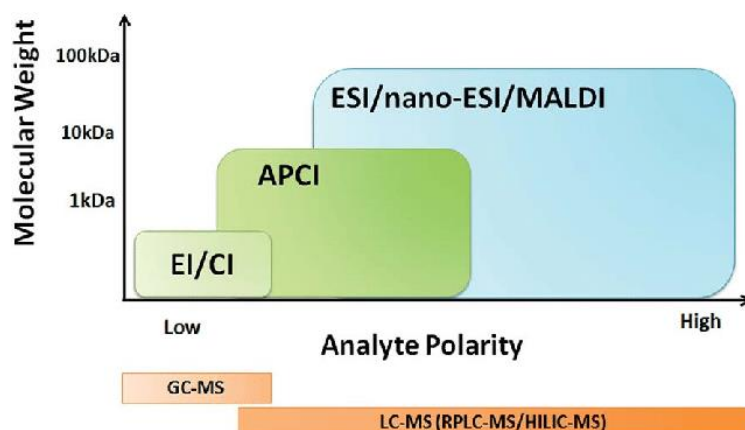 Molecular Weight
100kDa
10kDa
1kDa
ESI/nano-ESI/MALDI
APCI
EI/CI
Low
High
Analyte Polarity
GC-MS
LC-MS (RPLC-MS/HILIC-MS)